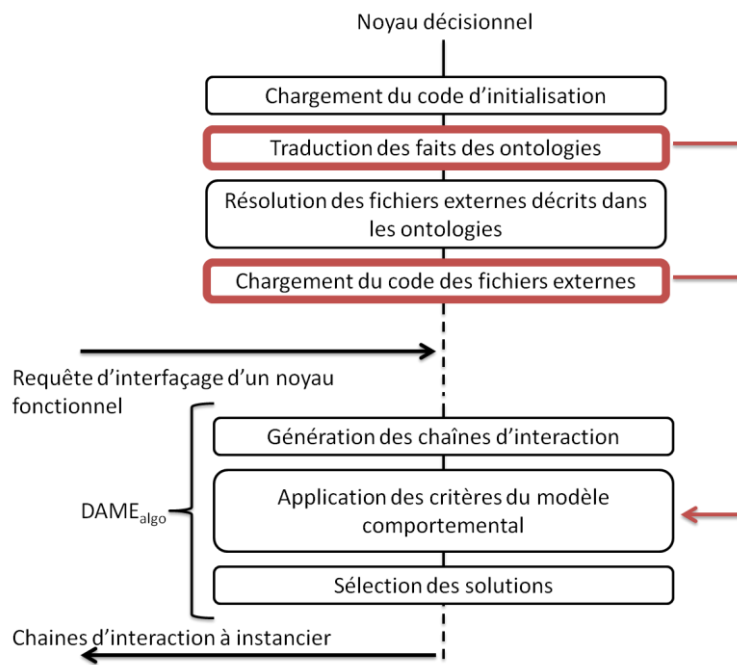 Noyau décisionnel
Chargement du code d'initialisation
Traduction des faits des ontologies
Résolution des fichiers externes décrits dans
les ontologies
Chargement du code des fichiers externes
Requête d'interfaçage d'un noyau
fonctionnel
Génération des chaînes d'interaction
DAMEalgo
Application des critères du modèle
comportemental
Sélection des solutions
Chaines d'interaction à instancier